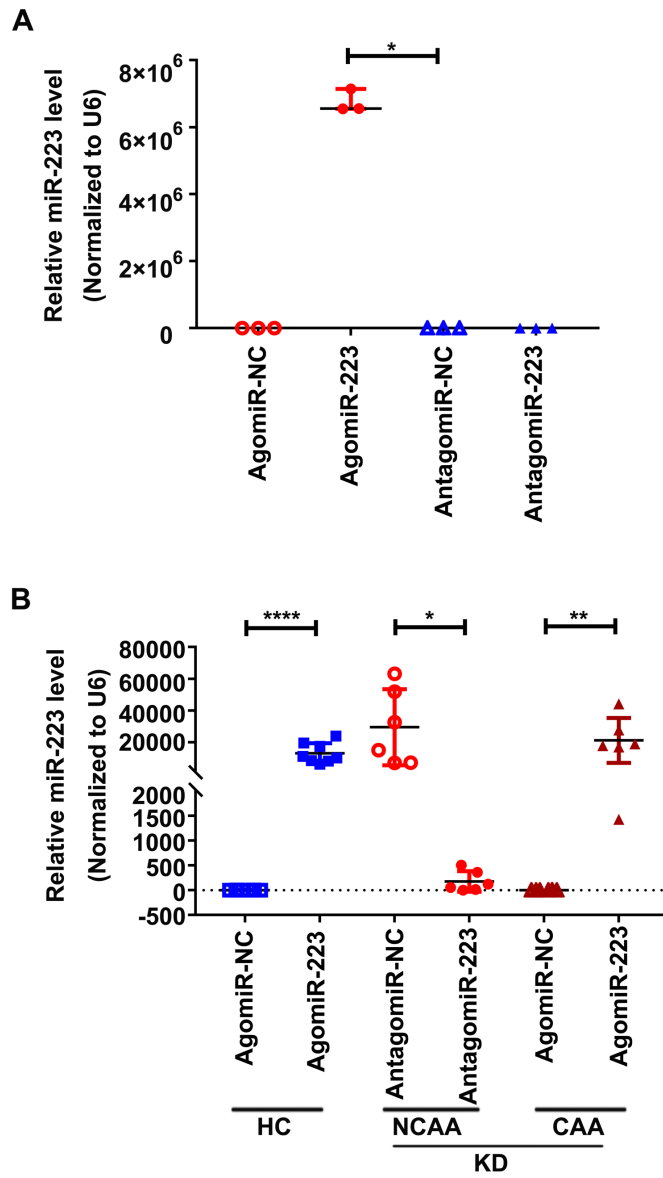 A
*
Relative miR-223 level
(Normalized to U6)
8×10⁶
6×10⁶
4×10⁶
2×10⁶
0
AgomiR-NC
AgomiR-223
AntagomiR-NC
AntagomiR-223
B
****
*
**
Relative miR-223 level
(Normalized to U6)
80000
60000
40000
20000
2000
1500
1000
500
0
-500
AgomiR-NC
AgomiR-223
AntagomiR-NC
AntagomiR-223
AgomiR-NC
AgomiR-223
HC
NCAA
CAA
KD